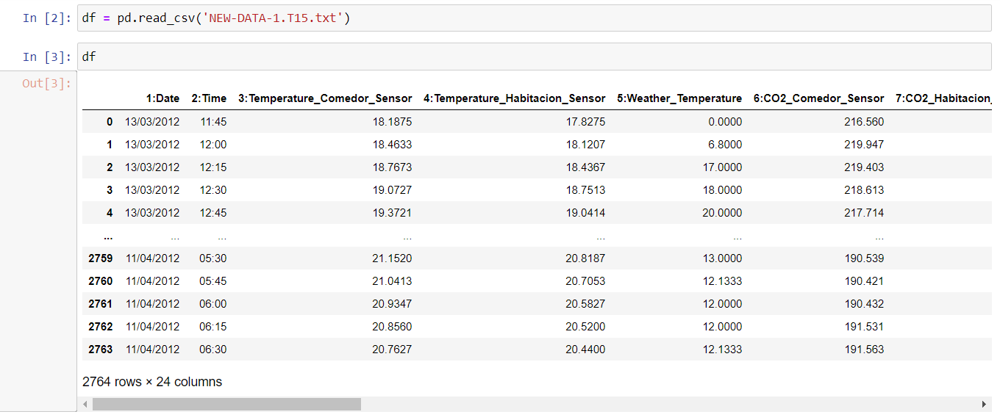 In [2]: df = pd.read_csv('NEW-DATA-1.T15.txt')
In [3]: df
Out[3]:
1:Date 2:Time 3:Temperature_Comedor_Sensor 4:Temperature_Habitacion_Sensor 5:Weather_Temperature 6:CO2_Comedor_Sensor 7:CO2_Habitacion_
0 13/03/2012 11:45 18.1875 17.8275 0.0000 216.560
1 13/03/2012 12:00 18.4633 18.1207 6.8000 219.947
2 13/03/2012 12:15 18.7673 18.4367 17.0000 219.403
3 13/03/2012 12:30 19.0727 18.7513 18.0000 218.613
4 13/03/2012 12:45 19.3721 19.0414 20.0000 217.714
... ... ... ... ... ... ...
2759 11/04/2012 05:30 21.1520 20.8187 13.0000 190.539
2760 11/04/2012 05:45 21.0413 20.7053 12.1333 190.421
2761 11/04/2012 06:00 20.9347 20.5827 12.0000 190.432
2762 11/04/2012 06:15 20.8560 20.5200 12.0000 191.531
2763 11/04/2012 06:30 20.7627 20.4400 12.1333 191.563
2764 rows × 24 columns